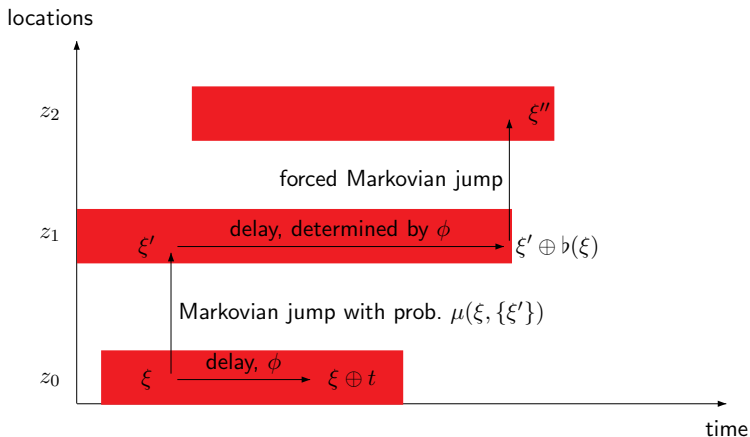 locations
z₂
ξ′′
forced Markovian jump
z₁
ξ′
delay, determined by ϕ
ξ′ ⊕ ♭(ξ)
Markovian jump with prob. μ(ξ, {ξ′})
z₀
ξ
delay, ϕ
ξ ⊕ t
time